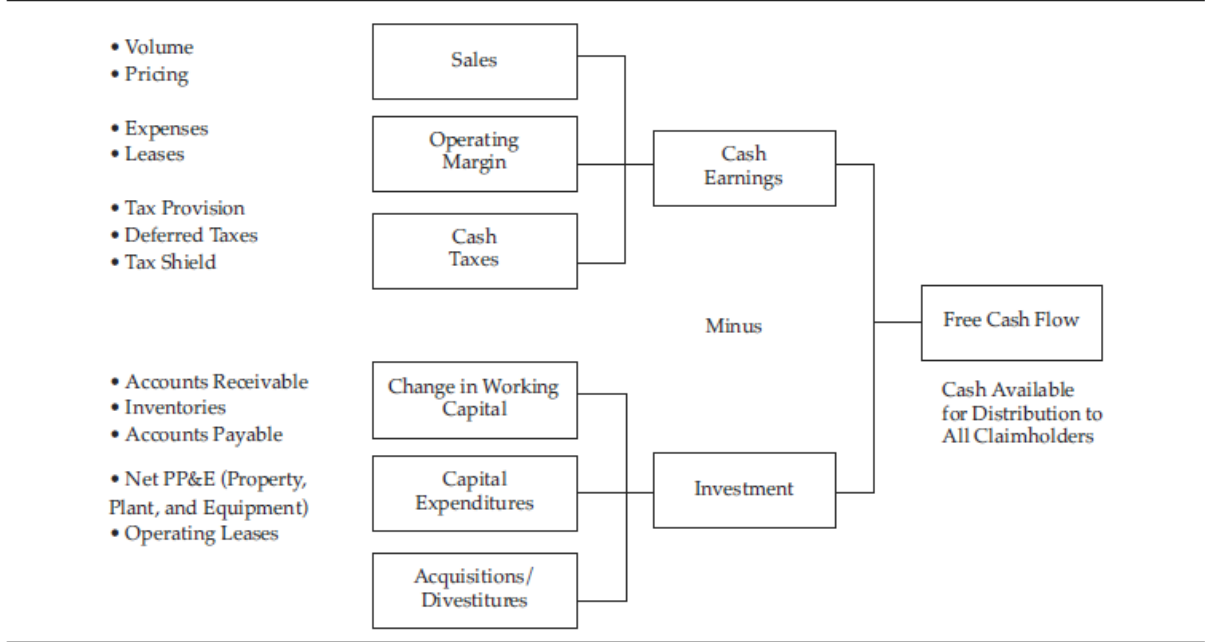 • Volume
• Pricing
Sales
• Expenses
• Leases
Operating
Margin
Cash
Earnings
• Tax Provision
• Deferred Taxes
• Tax Shield
Cash
Taxes
Minus
Free Cash Flow
Cash Available
for Distribution to
All Claimholders
• Accounts Receivable
• Inventories
• Accounts Payable
Change in Working
Capital
• Net PP&E (Property,
Plant, and Equipment)
• Operating Leases
Capital
Expenditures
Investment
Acquisitions/
Divestitures